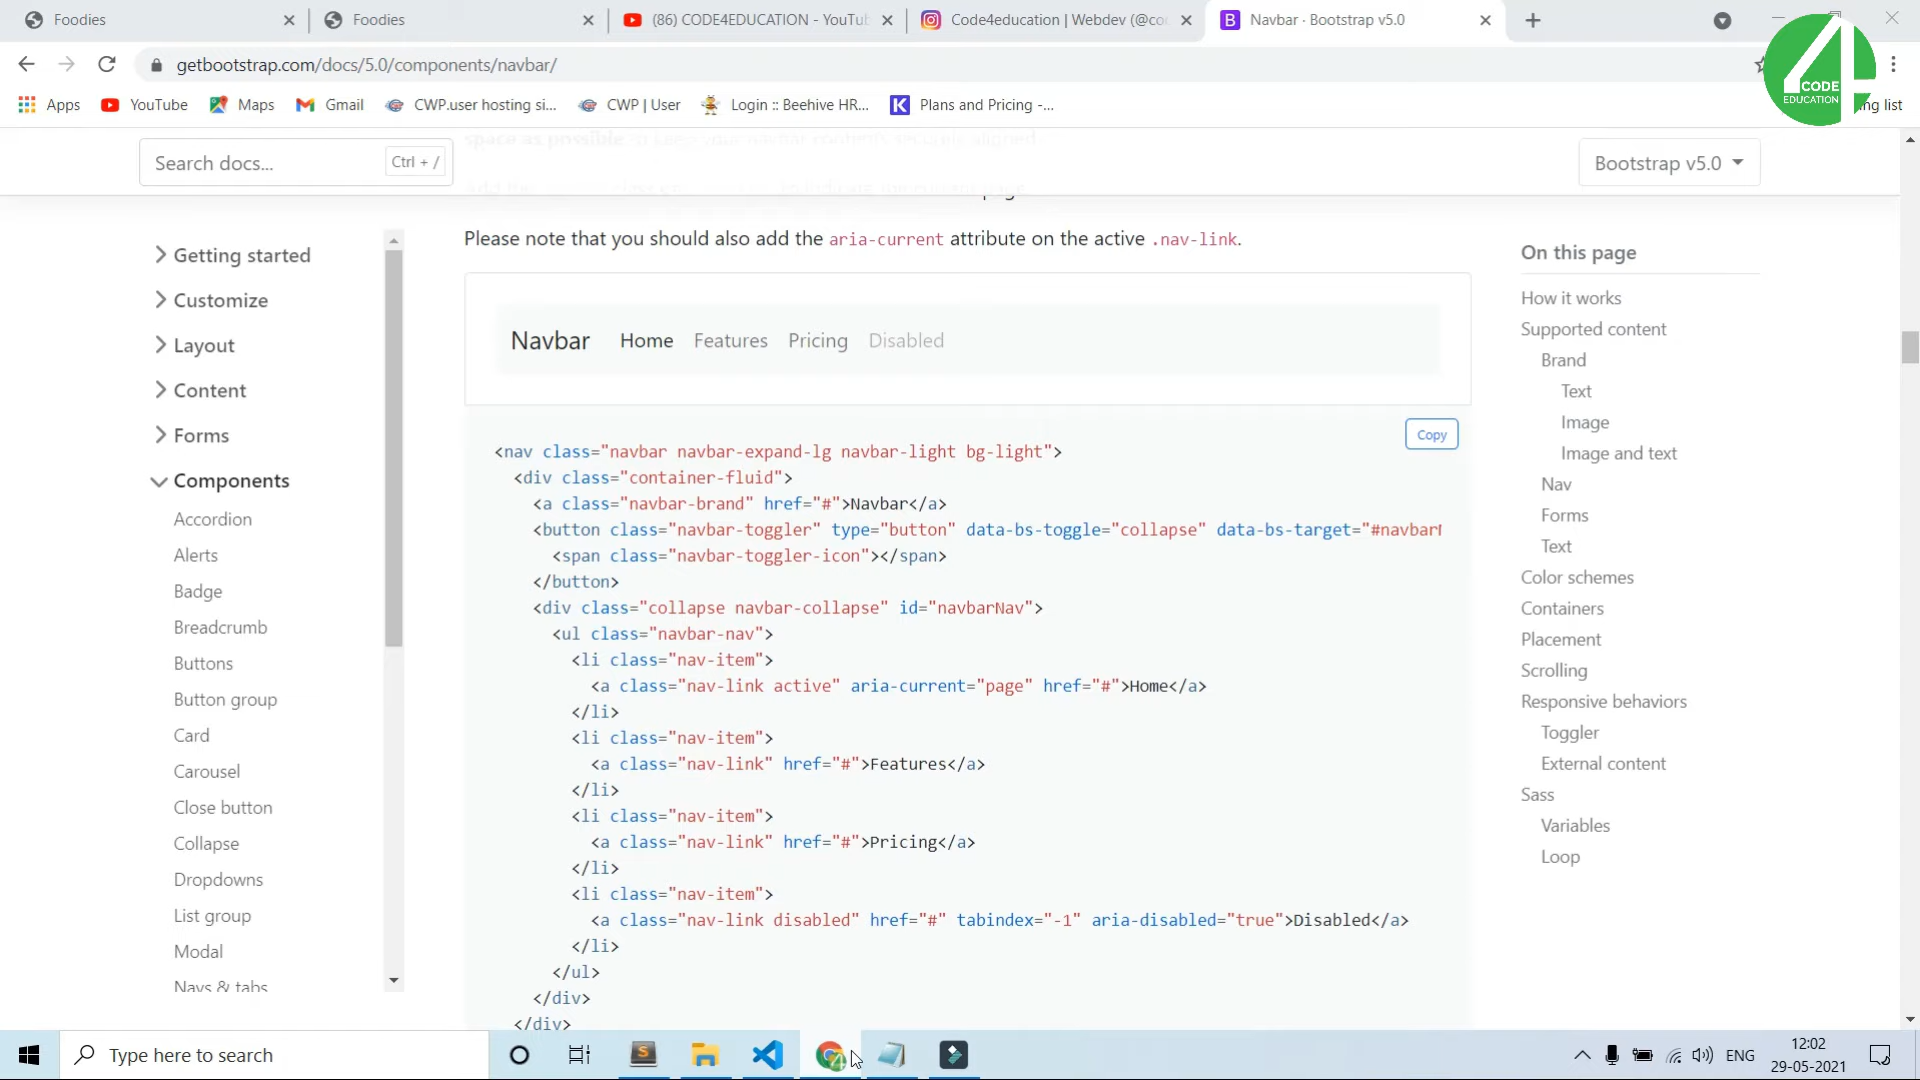 Foodies
Foodies
(86) CODE4EDUCATION - YouTu
Code4education | Webdev (@co
Navbar · Bootstrap v5.0
getbootstrap.com/docs/5.0/components/navbar/
Apps
YouTube
Maps
Gmail
CWP.user hosting si...
CWP | User
Login :: Beehive HR...
Plans and Pricing -...
ng list
4
CODE
EDUCATION
Search docs...
Ctrl + /
Bootstrap v5.0
space as possible
Getting started
Customize
Layout
Content
Forms
Components
Accordion
Alerts
Badge
Breadcrumb
Buttons
Button group
Card
Carousel
Close button
Collapse
Dropdowns
List group
Modal
Navs & tabs
Please note that you should also add the aria-current attribute on the active .nav-link.
Navbar Home Features Pricing Disabled
Copy
<nav class="navbar navbar-expand-lg navbar-light bg-light">
<div class="container-fluid">
<a class="navbar-brand" href="#">Navbar</a>
<button class="navbar-toggler" type="button" data-bs-toggle="collapse" data-bs-target="#navbarN
<span class="navbar-toggler-icon"></span>
</button>
<div class="collapse navbar-collapse" id="navbarNav">
<ul class="navbar-nav">
<li class="nav-item">
<a class="nav-link active" aria-current="page" href="#">Home</a>
</li>
<li class="nav-item">
<a class="nav-link" href="#">Features</a>
</li>
<li class="nav-item">
<a class="nav-link" href="#">Pricing</a>
</li>
<li class="nav-item">
<a class="nav-link disabled" href="#" tabindex="-1" aria-disabled="true">Disabled</a>
</li>
</ul>
</div>
</div>
On this page
How it works
Supported content
Brand
Text
Image
Image and text
Nav
Forms
Text
Color schemes
Containers
Placement
Scrolling
Responsive behaviors
Toggler
External content
Sass
Variables
Loop
Type here to search
ENG
12:02
29-05-2021